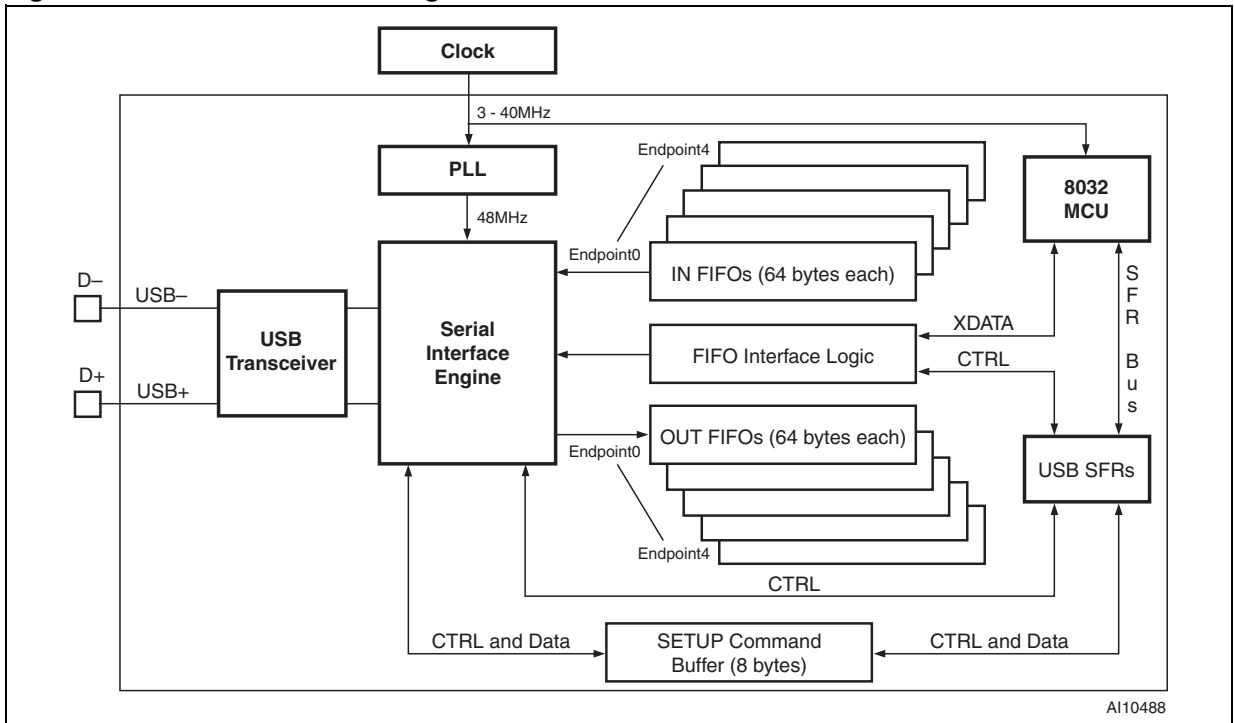 Clock
3 - 40MHz
PLL
48MHz
Endpoint4
Endpoint0
IN FIFOs (64 bytes each)
8032
MCU
D–
USB–
USB
Transceiver
D+
USB+
Serial
Interface
Engine
FIFO Interface Logic
XDATA
CTRL
SFR Bus
OUT FIFOs (64 bytes each)
Endpoint0
Endpoint4
USB SFRs
CTRL
CTRL and Data
SETUP Command
Buffer (8 bytes)
CTRL and Data
AI10488